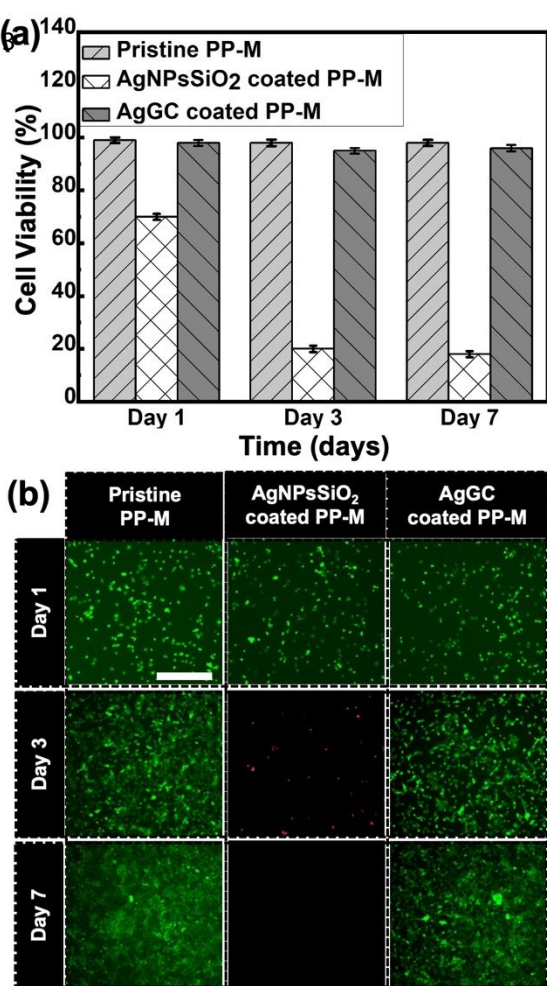 (a)
140
120
100
80
60
40
20
0
Cell Viability (%)
Pristine PP-M
AgNPsSiO₂ coated PP-M
AgGC coated PP-M
Day 1 Day 3 Day 7
Time (days)
(b)
Pristine PP-M
AgNPsSiO₂ coated PP-M
AgGC coated PP-M
Day 1
Day 3
Day 7